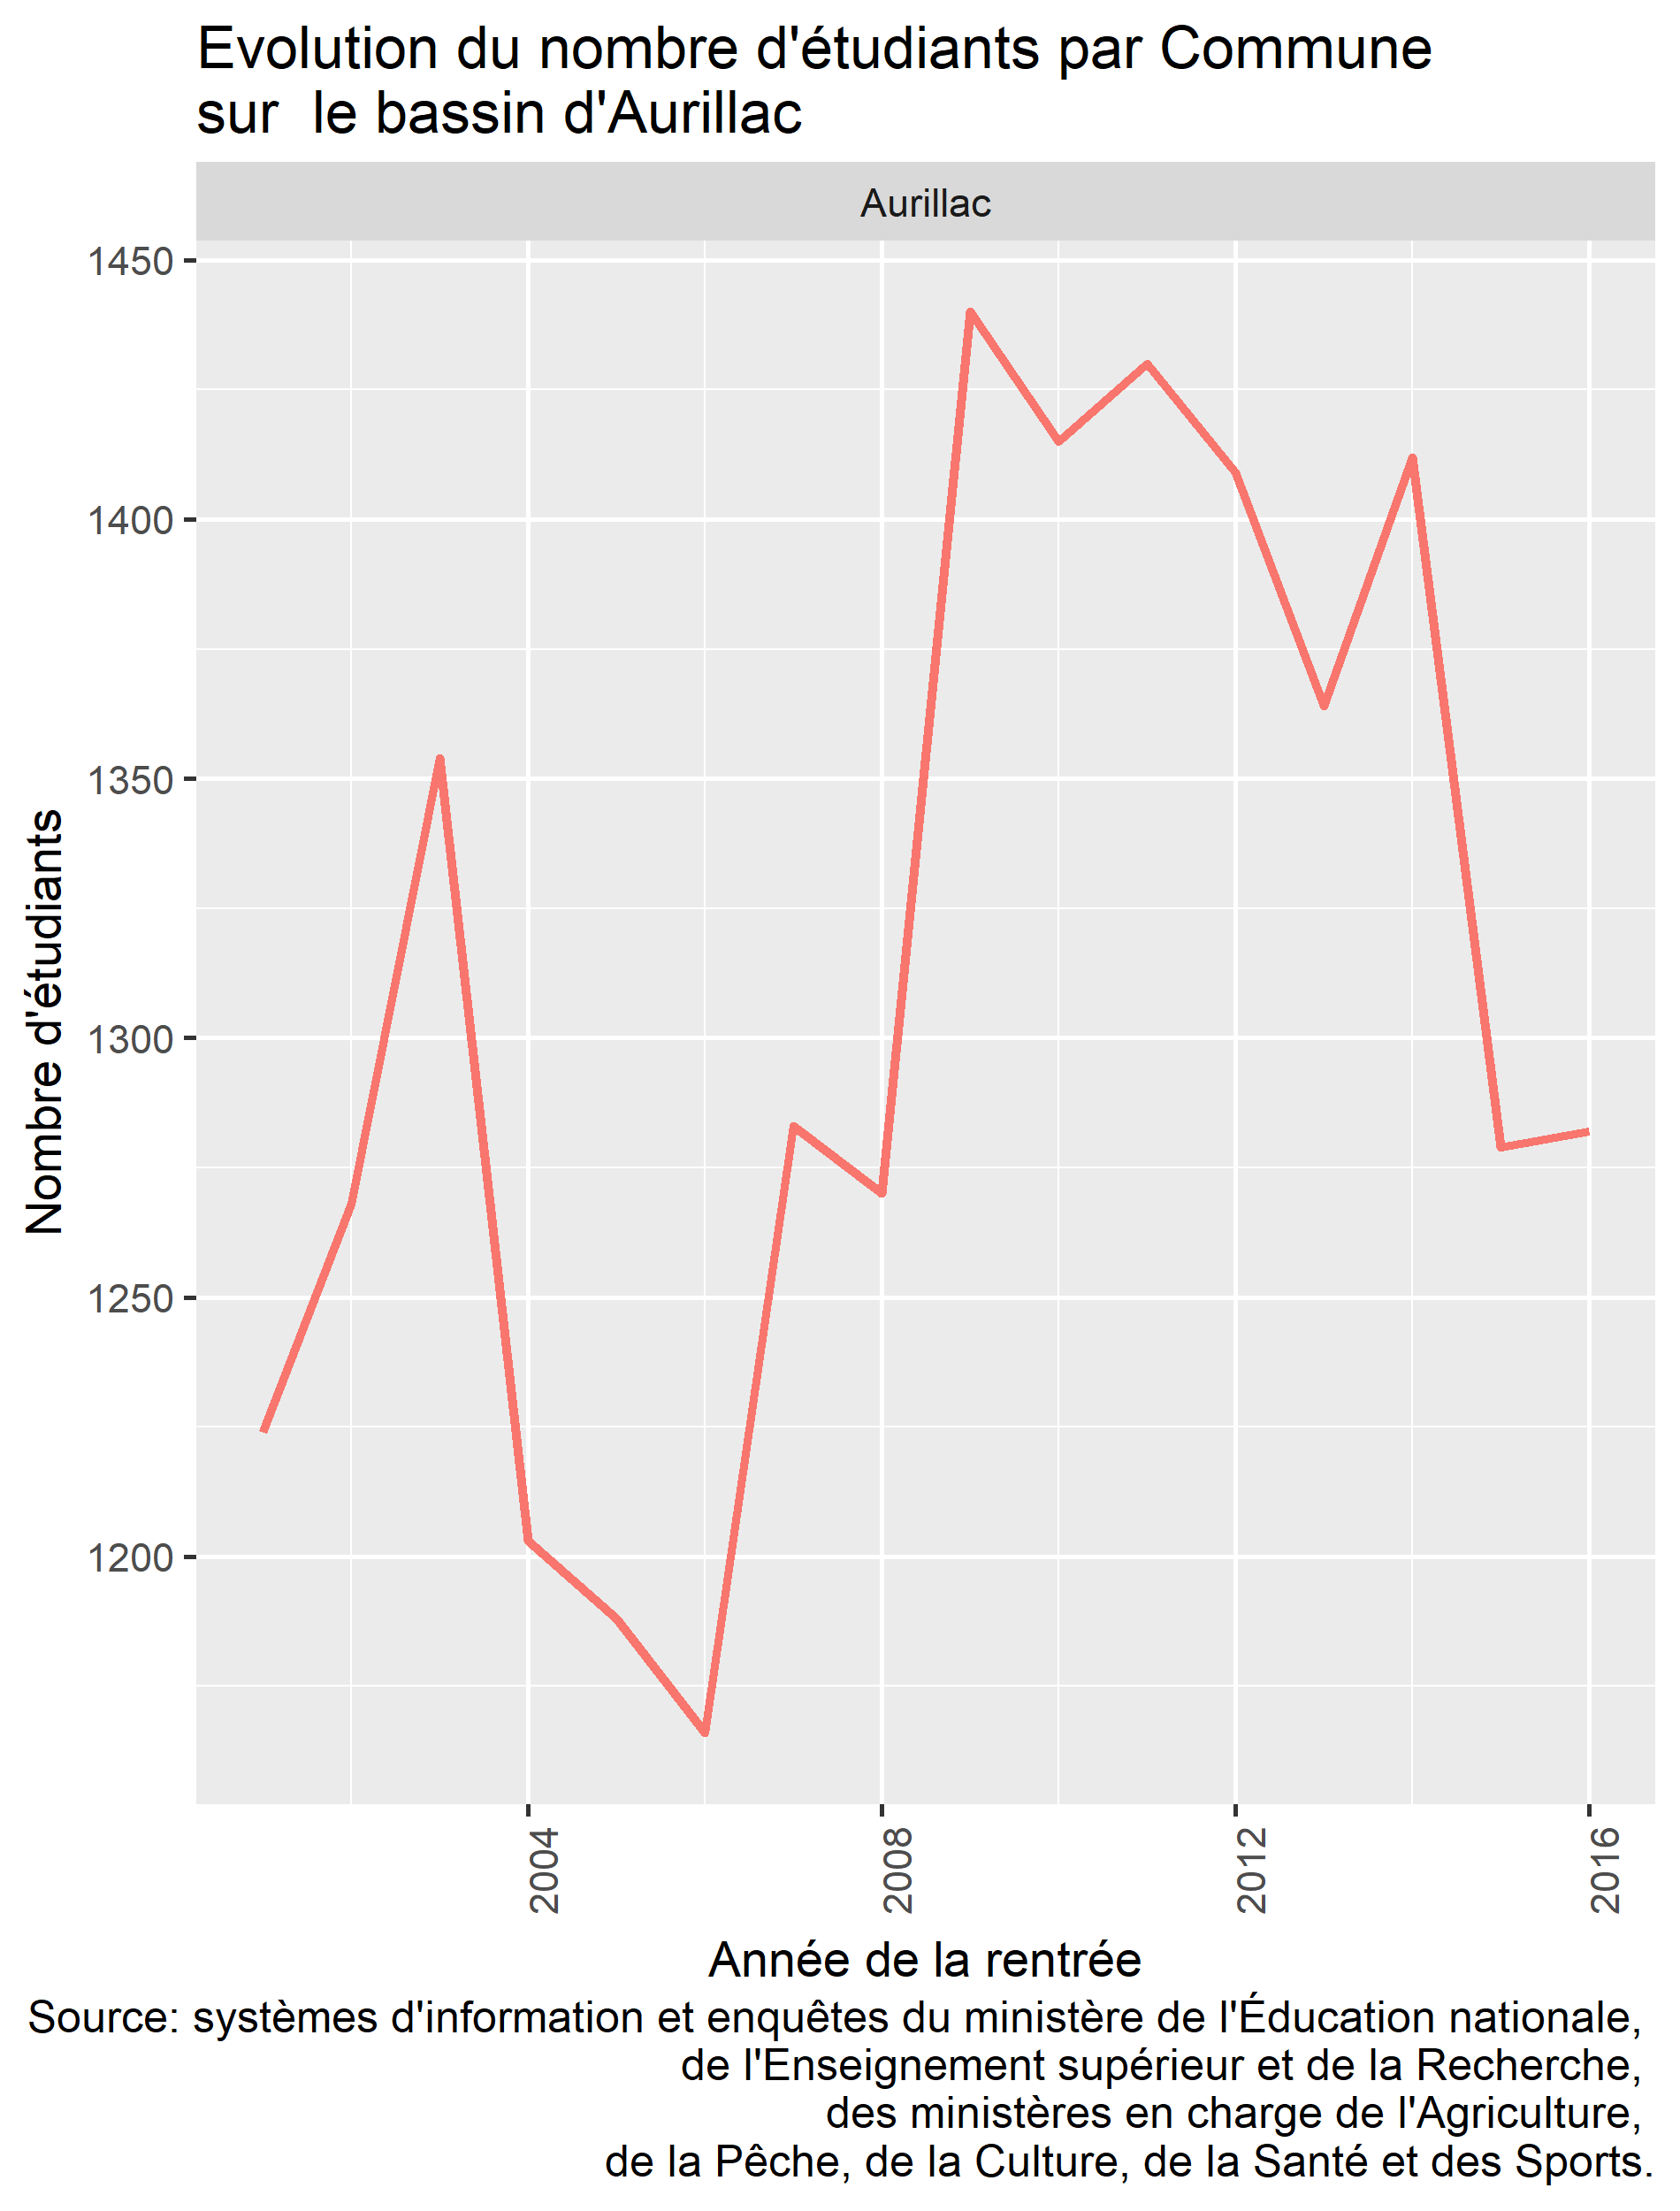 Evolution du nombre d'étudiants par Commune
sur  le bassin d'Aurillac
Aurillac
1450
1400
1350
1300
1250
1200
Nombre d'étudiants
2004
2008
2012
2016
Année de la rentrée
Source: systèmes d'information et enquêtes du ministère de l'Éducation nationale,
de l'Enseignement supérieur et de la Recherche,
des ministères en charge de l'Agriculture,
de la Pêche, de la Culture, de la Santé et des Sports.